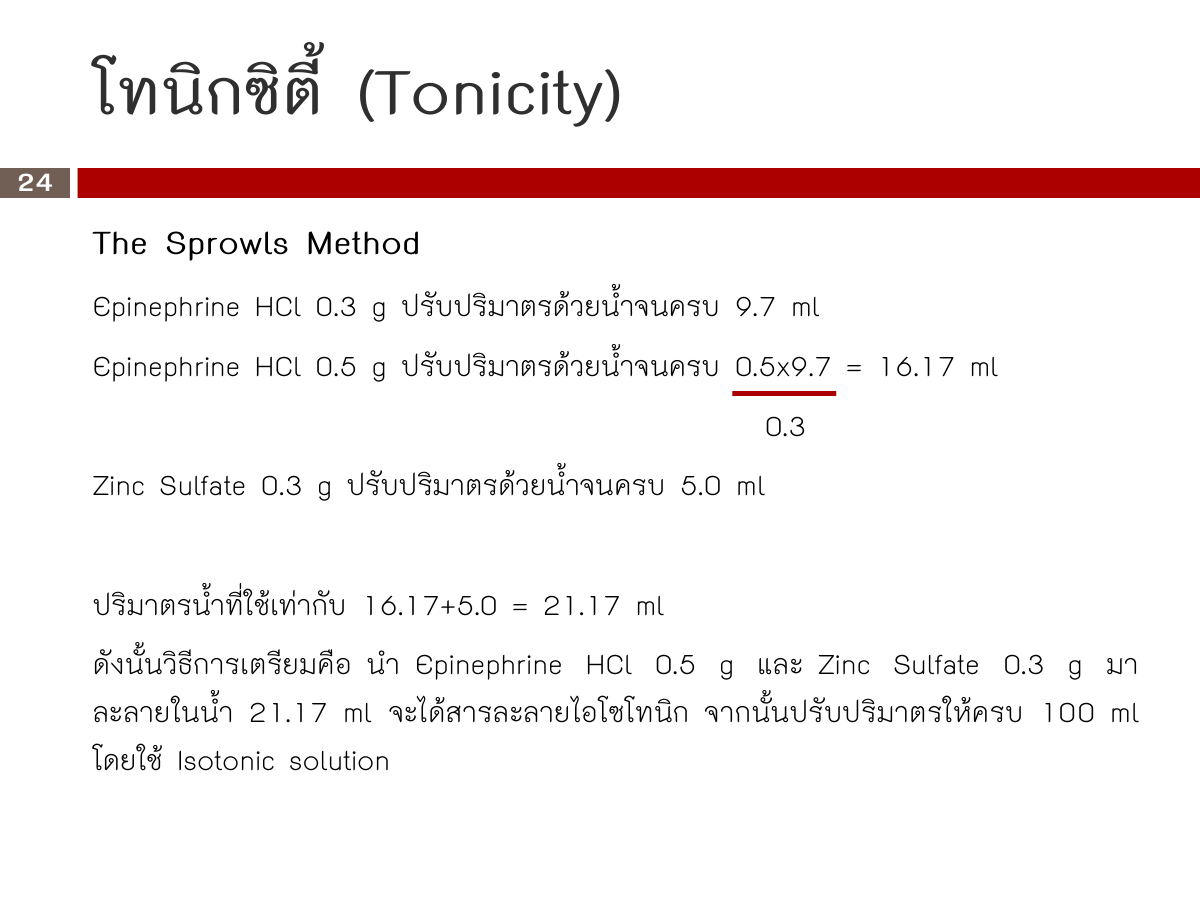 โทนิกซิตี้ (Tonicity)
24
The Sprowls Method
Epinephrine HCl 0.3 g ปรับปริมาตรด้วยน้ำจนครบ 9.7 ml
Epinephrine HCl 0.5 g ปรับปริมาตรด้วยน้ำจนครบ 0.5x9.7 = 16.17 ml
0.3
Zinc Sulfate 0.3 g ปรับปริมาตรด้วยน้ำจนครบ 5.0 ml
ปริมาตรน้ำที่ใช้เท่ากับ 16.17+5.0 = 21.17 ml
ดังนั้นวิธีการเตรียมคือ นำ Epinephrine HCl 0.5 g และ Zinc Sulfate 0.3 g มา
ละลายในน้ำ 21.17 ml จะได้สารละลายไอโซโทนิก จากนั้นปรับปริมาตรให้ครบ 100 ml
โดยใช้ Isotonic solution